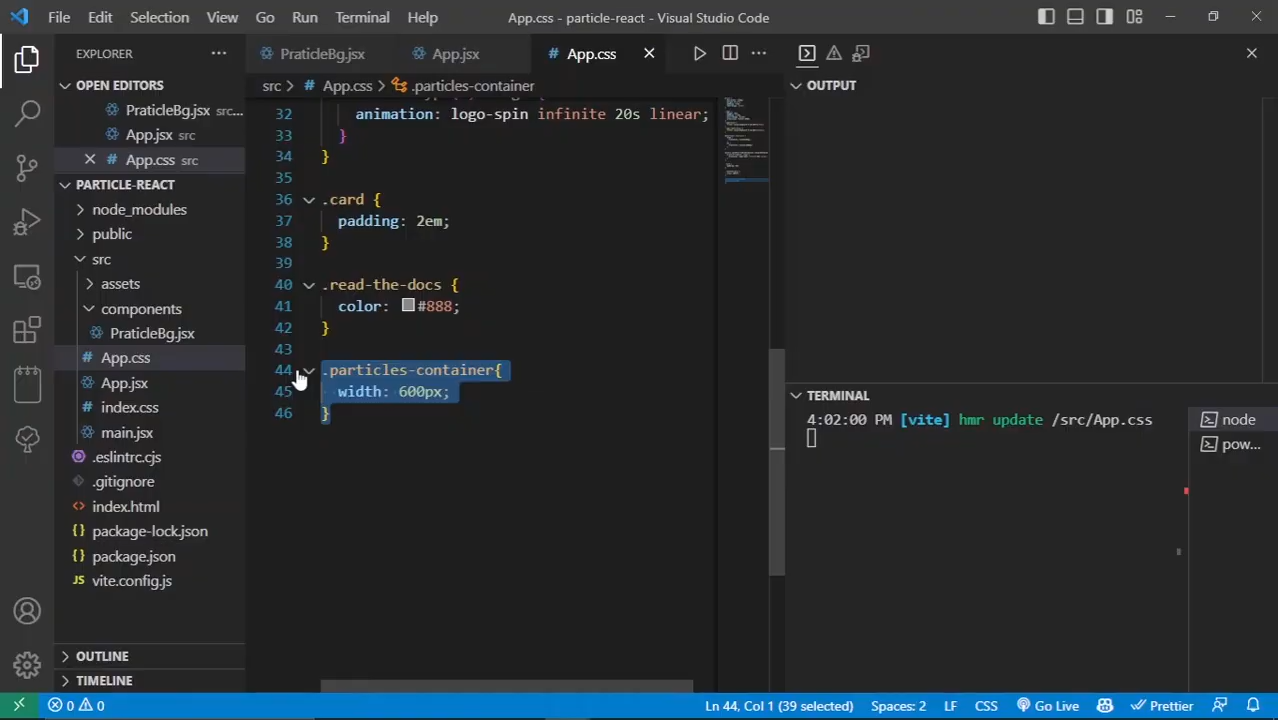 File Edit Selection View Go Run Terminal Help
App.css - particle-react - Visual Studio Code
EXPLORER
OPEN EDITORS
PraticleBg.jsx src...
App.jsx src
# App.css src
PARTICLE-REACT
node_modules
public
src
assets
components
PraticleBg.jsx
# App.css
App.jsx
# index.css
main.jsx
.eslintrc.cjs
.gitignore
<> index.html
{} package-lock.json
{} package.json
JS vite.config.js
OUTLINE
TIMELINE
PraticleBg.jsx App.jsx # App.css
src > # App.css > .particles-container
32 animation: logo-spin infinite 20s linear;
33 }
34 }
35
36 .card {
37 padding: 2em;
38 }
39
40 .read-the-docs {
41 color: #888;
42 }
43
44 .particles-container{
45 width: 600px;
46 }
OUTPUT
TERMINAL
4:02:00 PM [vite] hmr update /src/App.css
node
pow...
0 0 Ln 44, Col 1 (39 selected) Spaces: 2 LF CSS Go Live Prettier